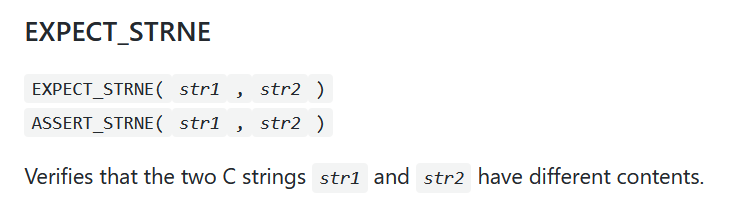 EXPECT_STRNE
EXPECT_STRNE( str1 , str2 )
ASSERT_STRNE( str1 , str2 )
Verifies that the two C strings str1 and str2 have different contents.